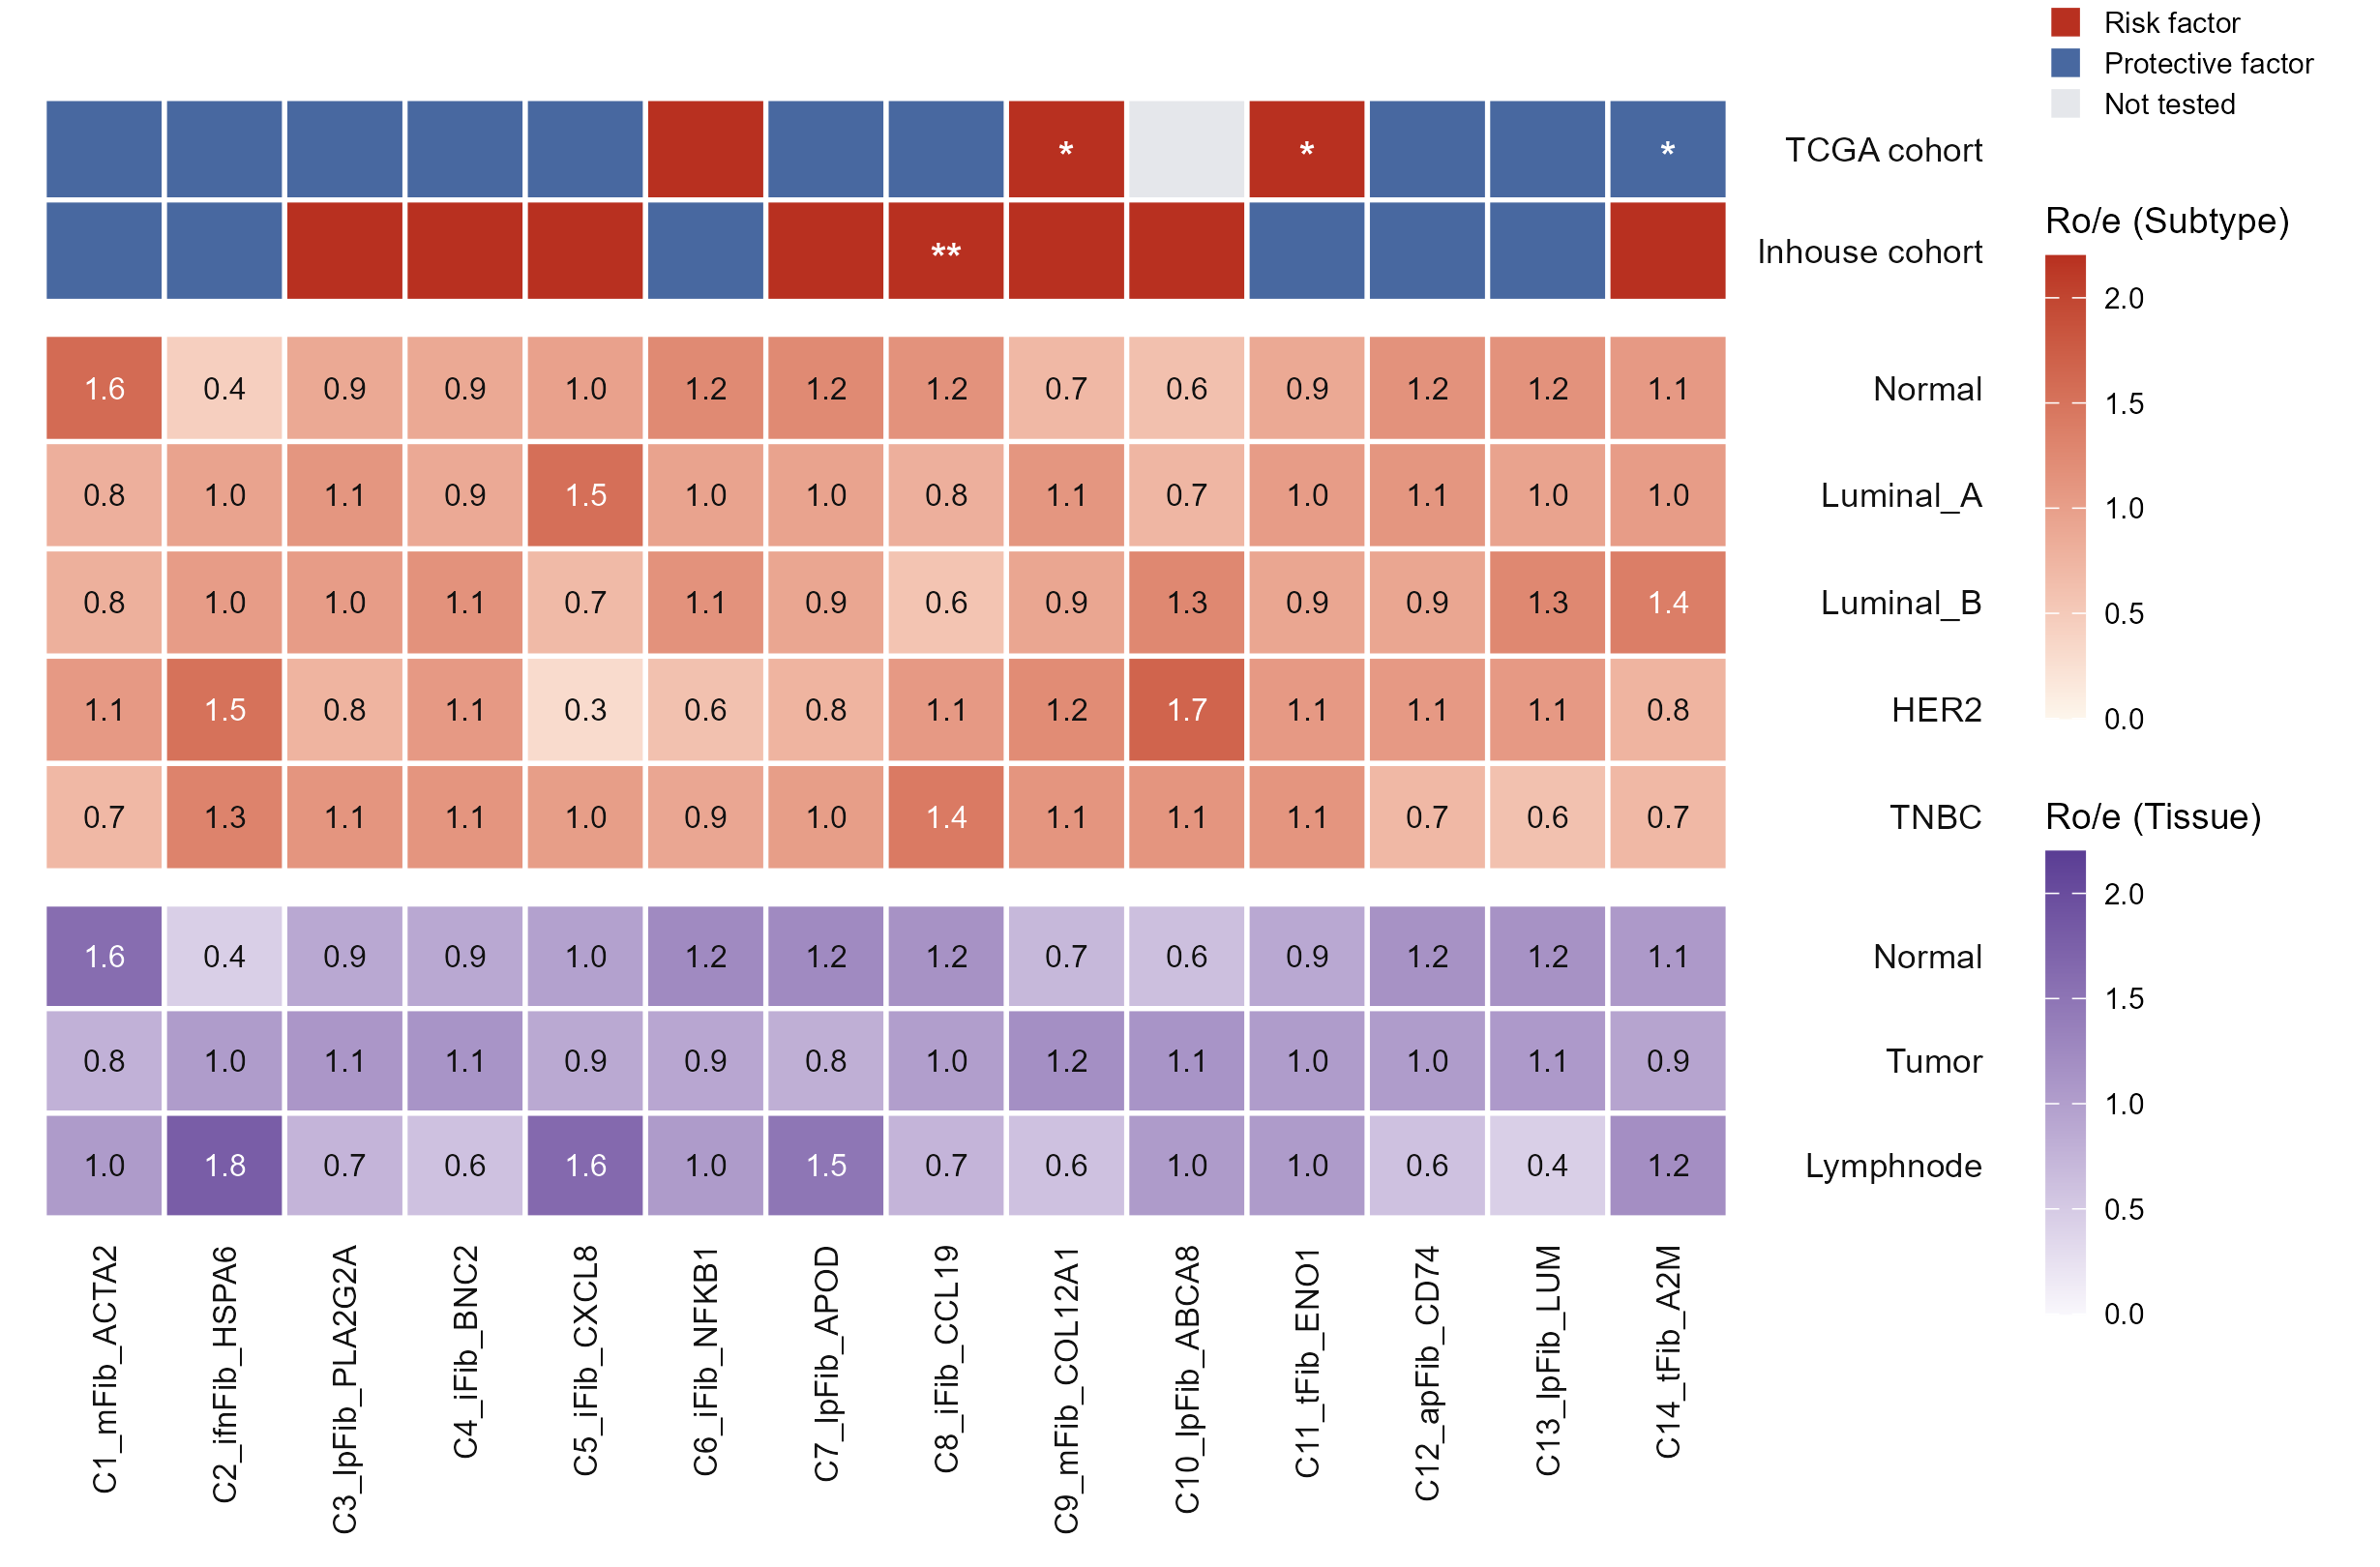 Risk factor
Protective factor
Not tested
* * * TCGA cohort
** Inhouse cohort
Ro/e (Subtype)
2.0
1.5
1.0
0.5
0.0
1.6 0.4 0.9 0.9 1.0 1.2 1.2 1.2 0.7 0.6 0.9 1.2 1.2 1.1 Normal
0.8 1.0 1.1 0.9 1.5 1.0 1.0 0.8 1.1 0.7 1.0 1.1 1.0 1.0 Luminal_A
0.8 1.0 1.0 1.1 0.7 1.1 0.9 0.6 0.9 1.3 0.9 0.9 1.3 1.4 Luminal_B
1.1 1.5 0.8 1.1 0.3 0.6 0.8 1.1 1.2 1.7 1.1 1.1 1.1 0.8 HER2
0.7 1.3 1.1 1.1 1.0 0.9 1.0 1.4 1.1 1.1 1.1 0.7 0.6 0.7 TNBC
Ro/e (Tissue)
2.0
1.5
1.0
0.5
0.0
1.6 0.4 0.9 0.9 1.0 1.2 1.2 1.2 0.7 0.6 0.9 1.2 1.2 1.1 Normal
0.8 1.0 1.1 1.1 0.9 0.9 0.8 1.0 1.2 1.1 1.0 1.0 1.1 0.9 Tumor
1.0 1.8 0.7 0.6 1.6 1.0 1.5 0.7 0.6 1.0 1.0 0.6 0.4 1.2 Lymphnode
C1_mFib_ACTA2
C2_ifnFib_HSPA6
C3_lpFib_PLA2G2A
C4_iFib_BNC2
C5_iFib_CXCL8
C6_iFib_NFKB1
C7_lpFib_APOD
C8_iFib_CCL19
C9_mFib_COL12A1
C10_lpFib_ABCA8
C11_tFib_ENO1
C12_apFib_CD74
C13_lpFib_LUM
C14_tFib_A2M